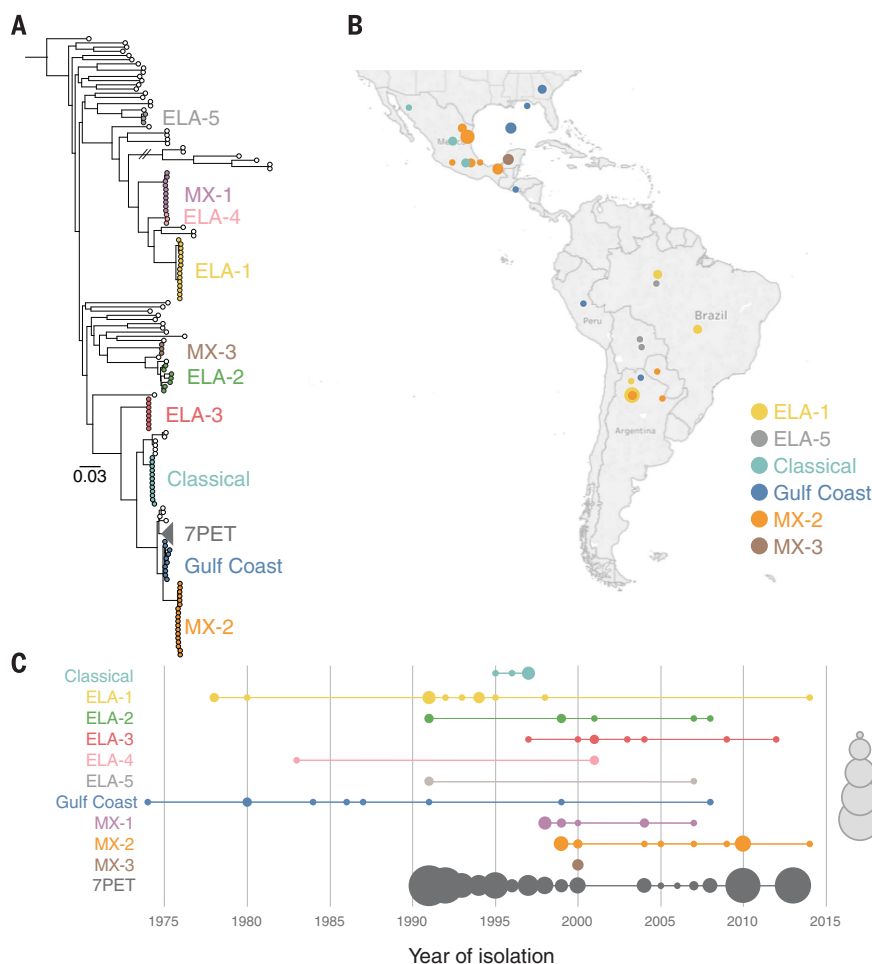 A
ELA-5
MX-1
ELA-4
ELA-1
MX-3
ELA-2
ELA-3
0.03
Classical
7PET
Gulf Coast
MX-2
B
Brazil
Peru
Argentina
ELA-1
ELA-5
Classical
Gulf Coast
MX-2
MX-3
C
Classical
ELA-1
ELA-2
ELA-3
ELA-4
ELA-5
Gulf Coast
MX-1
MX-2
MX-3
7PET
1975 1980 1985 1990 1995 2000 2005 2010 2015
Year of isolation